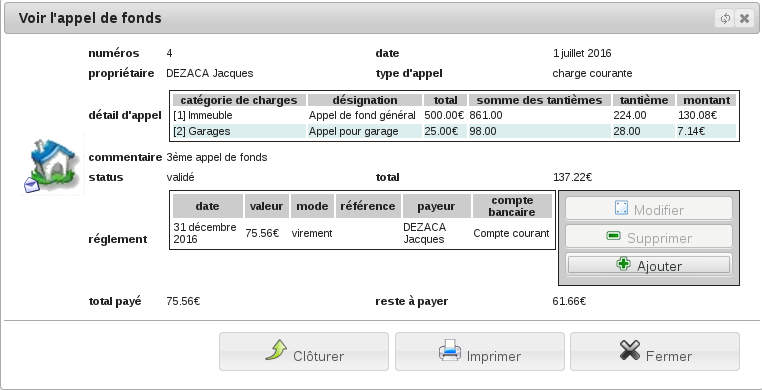 Voir l'appel de fonds
numéros 4 date 1 juillet 2016
propriétaire DEZACA Jacques type d'appel charge courante
détail d'appel
catégorie de charges désignation total somme des tantièmes tantième montant
[1] Immeuble Appel de fond général 500.00€ 861.00 224.00 130.08€
[2] Garages Appel pour garage 25.00€ 98.00 28.00 7.14€
commentaire 3ème appel de fonds
status validé total 137.22€
réglement
date valeur mode référence payeur compte bancaire
31 décembre 2016 75.56€ virement DEZACA Jacques Compte courant
Modifier
Supprimer
Ajouter
total payé 75.56€ reste à payer 61.66€
Clôturer Imprimer Fermer